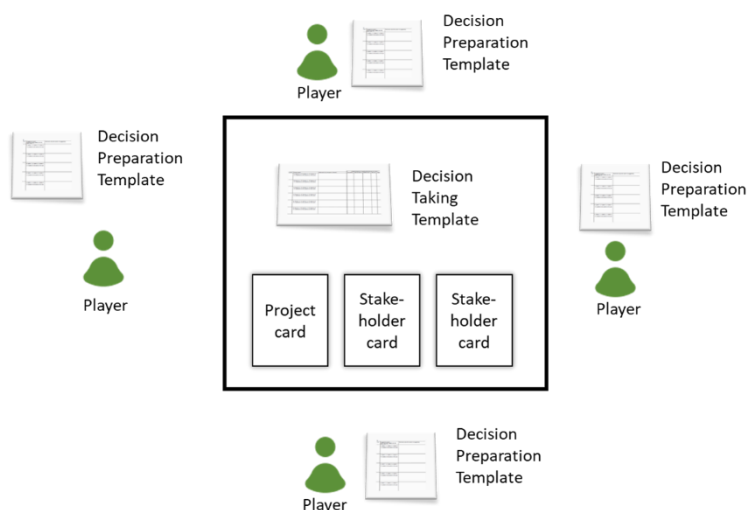 Decision
Preparation
Template
Player
Decision
Preparation
Template
Player
Decision
Taking
Template
Decision
Preparation
Template
Player
Project
card
Stake-
holder
card
Stake-
holder
card
Decision
Preparation
Template
Player